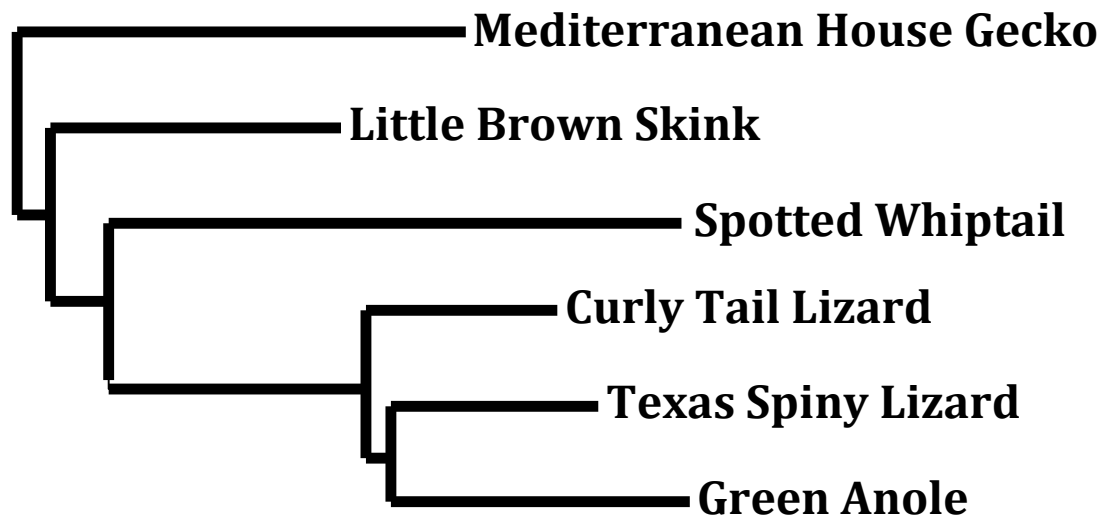 Mediterranean House Gecko
Little Brown Skink
Spotted Whiptail
Curly Tail Lizard
Texas Spiny Lizard
Green Anole